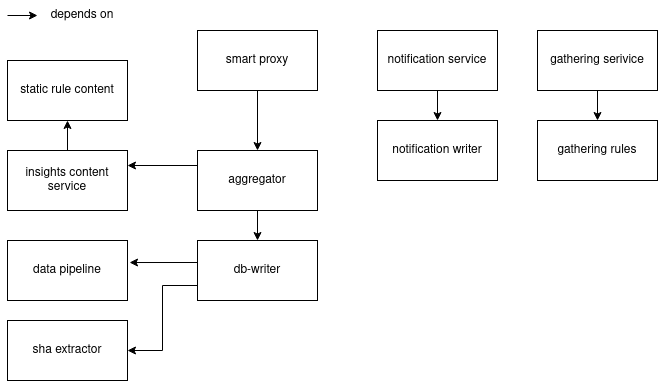 depends on
smart proxy
notification service
gathering serivice
static rule content
insights content
service
aggregator
notification writer
gathering rules
data pipeline
db-writer
sha extractor